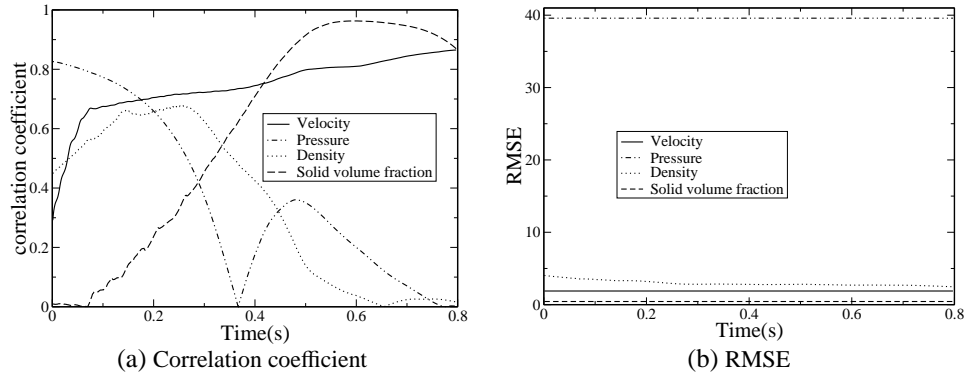 1
0.8
0.6
0.4
0.2
0
0
0.2
0.4
0.6
0.8
correlation coefficient
Time(s)
Velocity
Pressure
Density
Solid volume fraction
(a) Correlation coefficient
40
30
20
10
0
0
0.2
0.4
0.6
0.8
RMSE
Time(s)
Velocity
Pressure
Density
Solid volume fraction
(b) RMSE